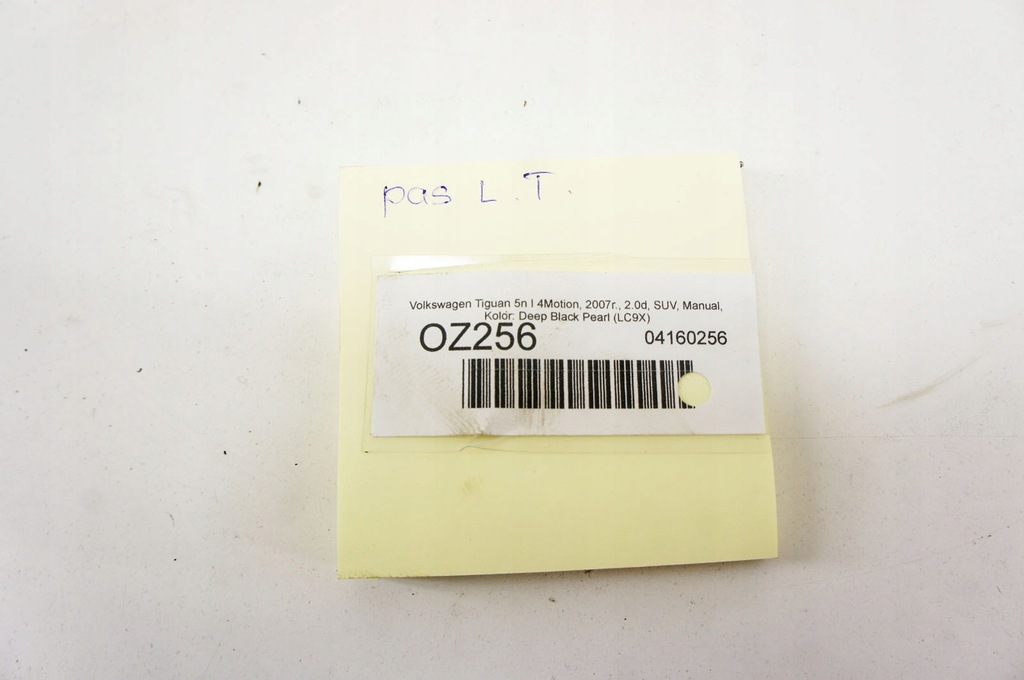 pas L.T.
Volkswagen Tiguan 5n I 4Motion, 2007r., 2.0d, SUV, Manual,
Kolor: Deep Black Pearl (LC9X)
OZ256 04160256